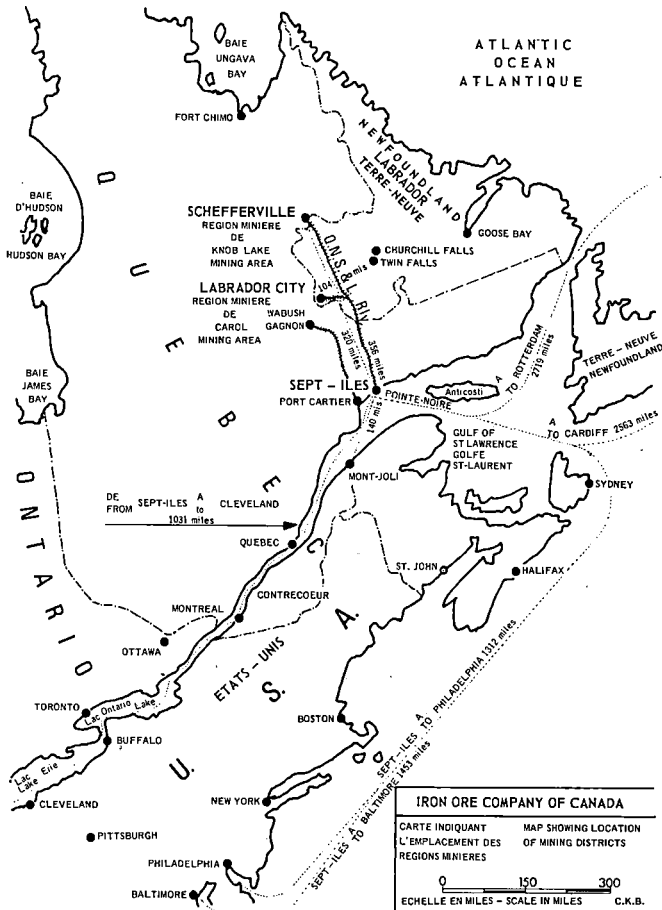 BAIE
UNGAVA
BAY
ATLANTIC
OCEAN
ATLANTIQUE
FORT CHIMO
NEWFOUNDLAND
LABRADOR
TERRE-NEUVE
BAIE
D'HUDSON
HUDSON BAY
QUEBEC
SCHEFFERVILLE
REGION MINIERE
DE
KNOB LAKE
MINING AREA
Q.N.S. & L. Rly
GOOSE BAY
CHURCHILL FALLS
TWIN FALLS
LABRADOR CITY
REGION MINIERE
DE
CAROL
MINING AREA
WABUSH
GAGNON
320 miles
356 miles
A
TO ROTTERDAM
2719 miles
TERRE – NEUVE
NEWFOUNDLAND
BAIE
JAMES
BAY
SEPT – ILES
PORT CARTIER
POINTE-NOIRE
Anticosti
140 miles
A
TO CARDIFF 2563 miles
GULF OF
ST LAWRENCE
GOLFE
ST-LAURENT
MONT-JOLI
SYDNEY
ONTARIO
DE A
FROM SEPT-ILES to CLEVELAND
1031 miles
QUEBEC
ST. JOHN
HALIFAX
CONTRECOEUR
MONTREAL
OTTAWA
ETATS – UNIS
U. S. A.
TORONTO
Lac Ontario Lake
BUFFALO
BOSTON
Lac
Lake Erie
CLEVELAND
A
SEPT-ILES TO PHILADELPHIA 1312 miles
A
SEPT-ILES TO BALTIMORE 1453 miles
NEW YORK
PITTSBURGH
PHILADELPHIA
BALTIMORE
IRON ORE COMPANY OF CANADA
CARTE INDIQUANT
L'EMPLACEMENT DES
REGIONS MINIERES
MAP SHOWING LOCATION
OF MINING DISTRICTS
0 150 300
ECHELLE EN MILES – SCALE IN MILES C.K.B.